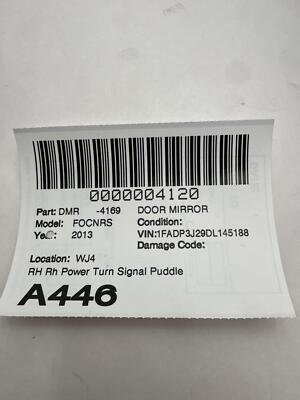 0000004120
Part: DMR -4169 DOOR MIRROR
Model: FOCNRS Condition:
Year: 2013 VIN:1FADP3J29DL145188
Damage Code:
Location: WJ4
RH Rh Power Turn Signal Puddle
A446